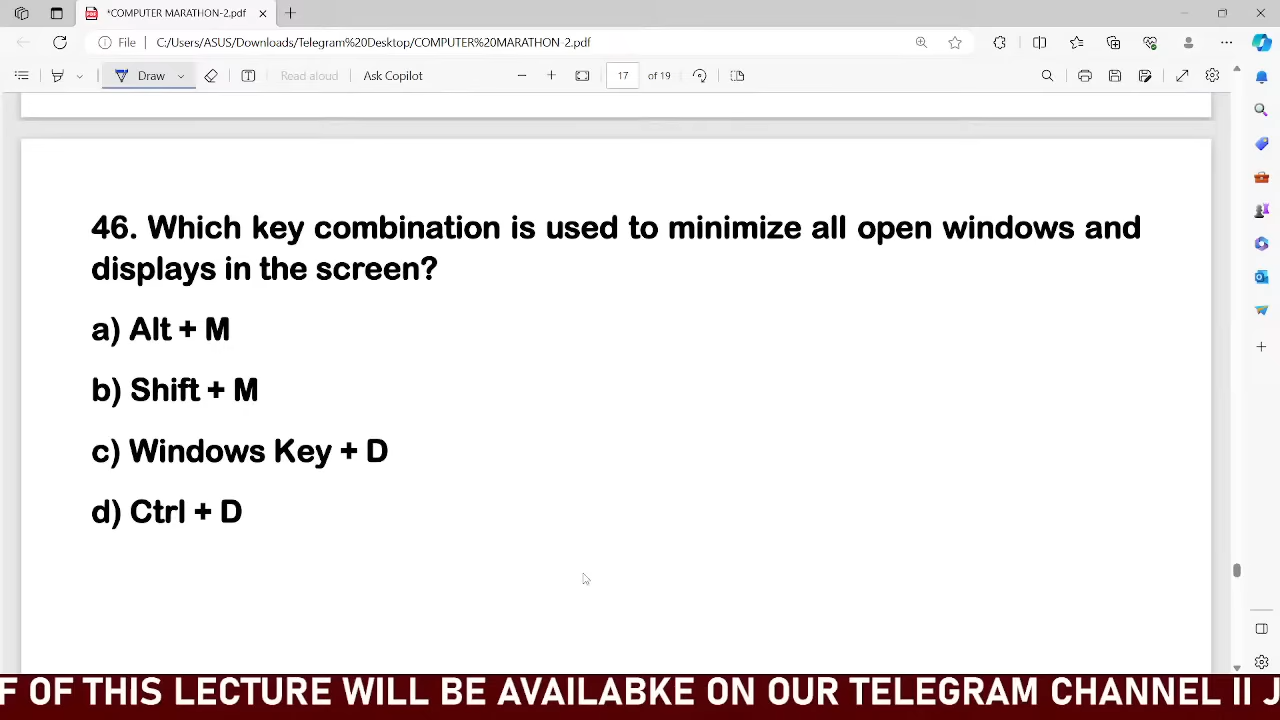 *COMPUTER MARATHON-2.pdf
File C:/Users/ASUS/Downloads/Telegram%20Desktop/COMPUTER%20MARATHON-2.pdf
Draw Read aloud Ask Copilot 17 of 19
46. Which key combination is used to minimize all open windows and
displays in the screen?
a) Alt + M
b) Shift + M
c) Windows Key + D
d) Ctrl + D
F OF THIS LECTURE WILL BE AVAILABKE ON OUR TELEGRAM CHANNEL II J